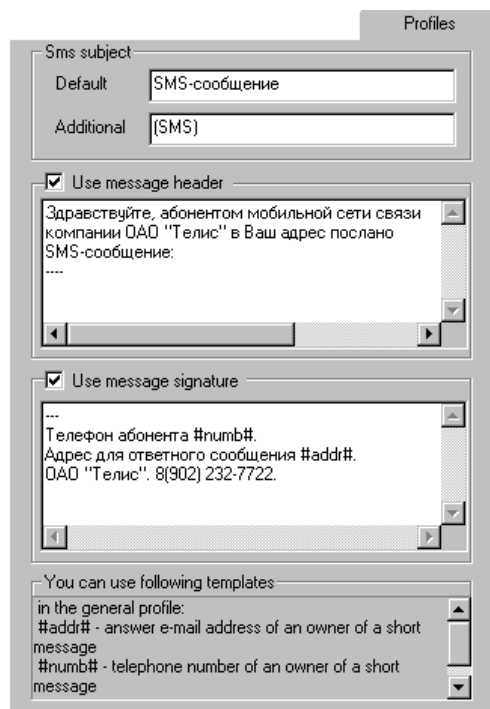 Profiles
Sms subject
Default
SMS-сообщение
Additional
(SMS)
Use message header
Здравствуйте, абонентом мобильной сети связи
компании ОАО "Телис" в Ваш адрес послано
SMS-сообщение:
----
Use message signature
---
Телефон абонента #numb#.
Адрес для ответного сообщения #addr#.
ОАО "Телис". 8(902) 232-7722.
You can use following templates
in the general profile:
#addr# - answer e-mail address of an owner of a short
message
#numb# - telephone number of an owner of a short
message